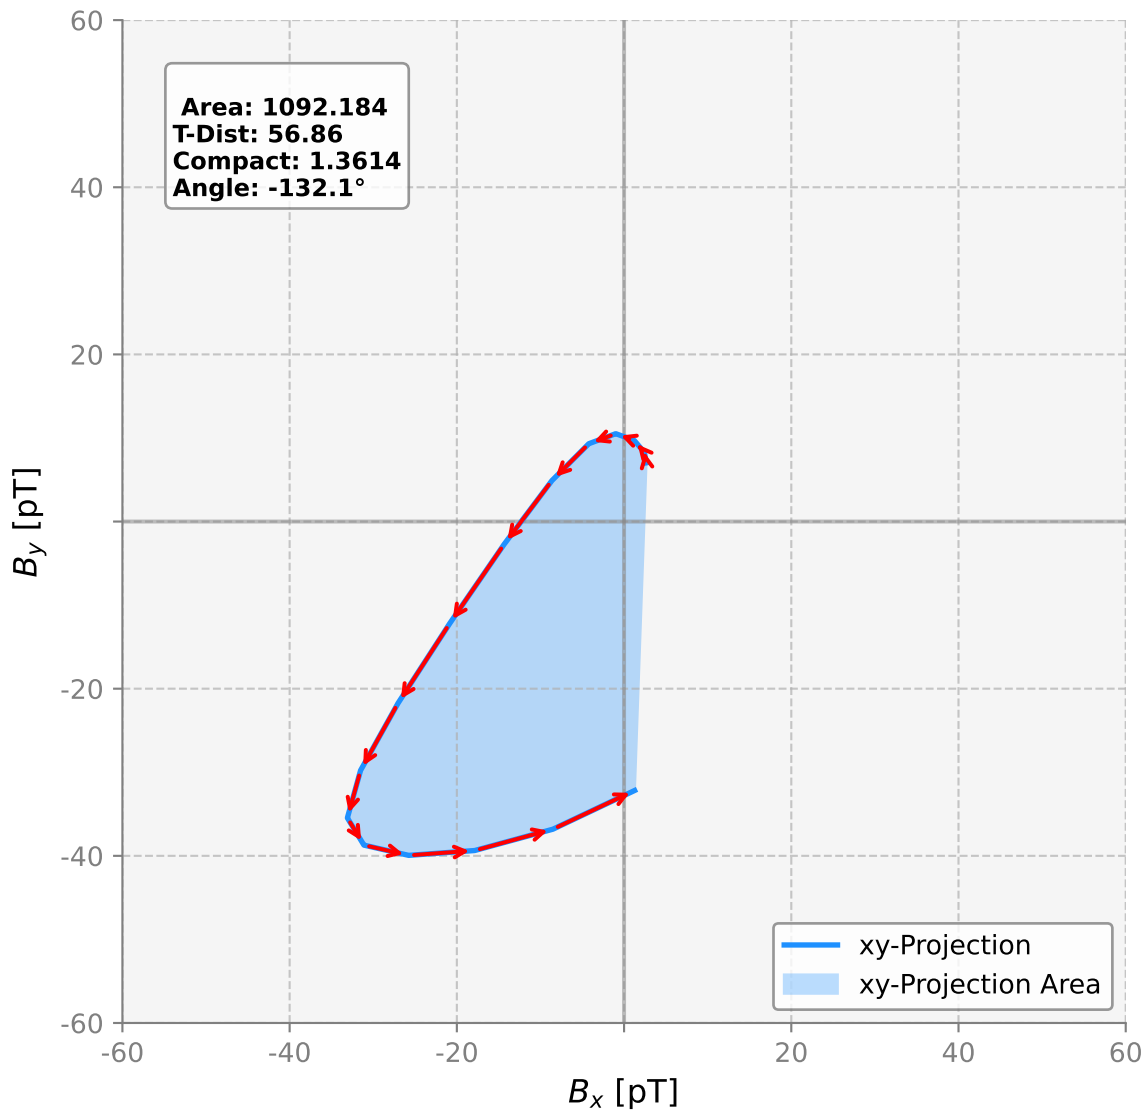 60
40
20
-20
-40
-60
-60
-40
-20
20
40
60
Area: 1092.184
T-Dist: 56.86
Compact: 1.3614
Angle: -132.1°
B_y [pT]
B_x [pT]
xy-Projection
xy-Projection Area